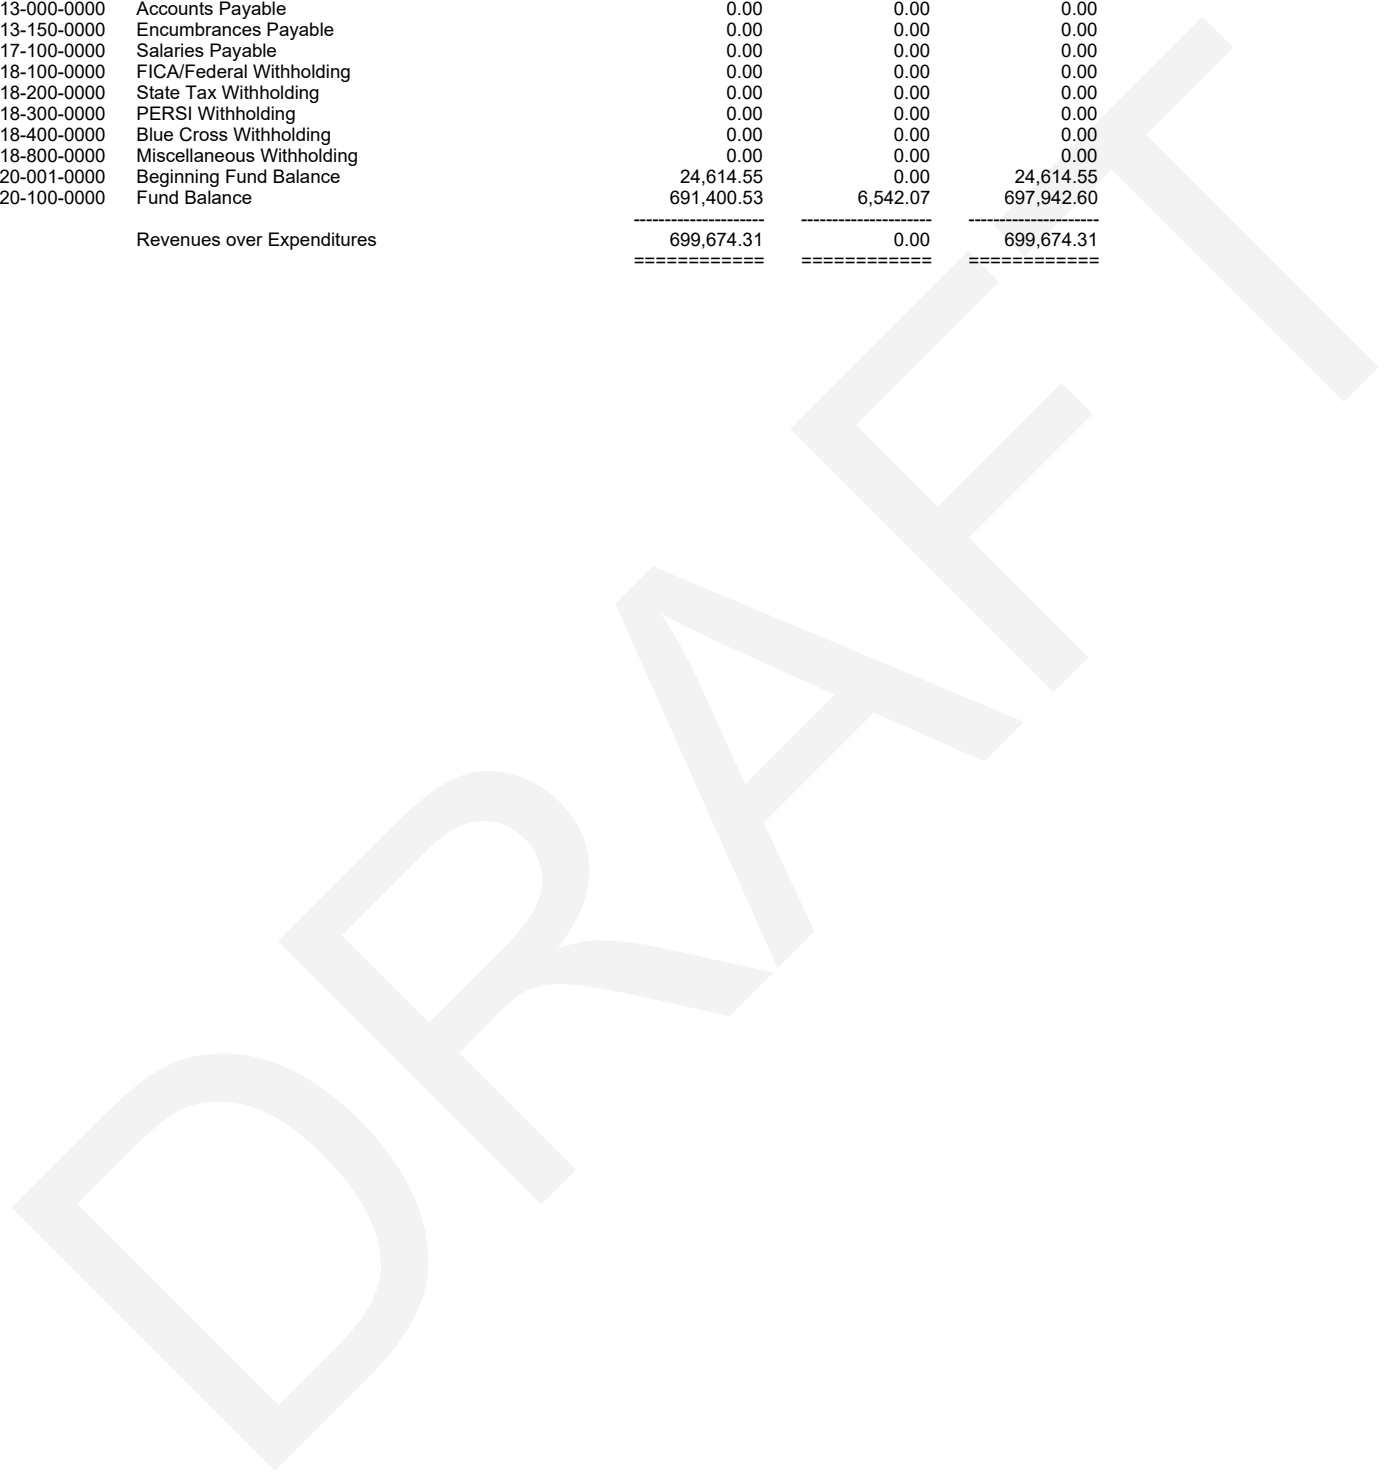 13-000-0000 Accounts Payable 0.00 0.00 0.00
13-150-0000 Encumbrances Payable 0.00 0.00 0.00
17-100-0000 Salaries Payable 0.00 0.00 0.00
18-100-0000 FICA/Federal Withholding 0.00 0.00 0.00
18-200-0000 State Tax Withholding 0.00 0.00 0.00
18-300-0000 PERSI Withholding 0.00 0.00 0.00
18-400-0000 Blue Cross Withholding 0.00 0.00 0.00
18-800-0000 Miscellaneous Withholding 0.00 0.00 0.00
20-001-0000 Beginning Fund Balance 24,614.55 0.00 24,614.55
20-100-0000 Fund Balance 691,400.53 6,542.07 697,942.60
--------------------- --------------------- ---------------------
Revenues over Expenditures 699,674.31 0.00 699,674.31
============ ============ ============
DRAFT